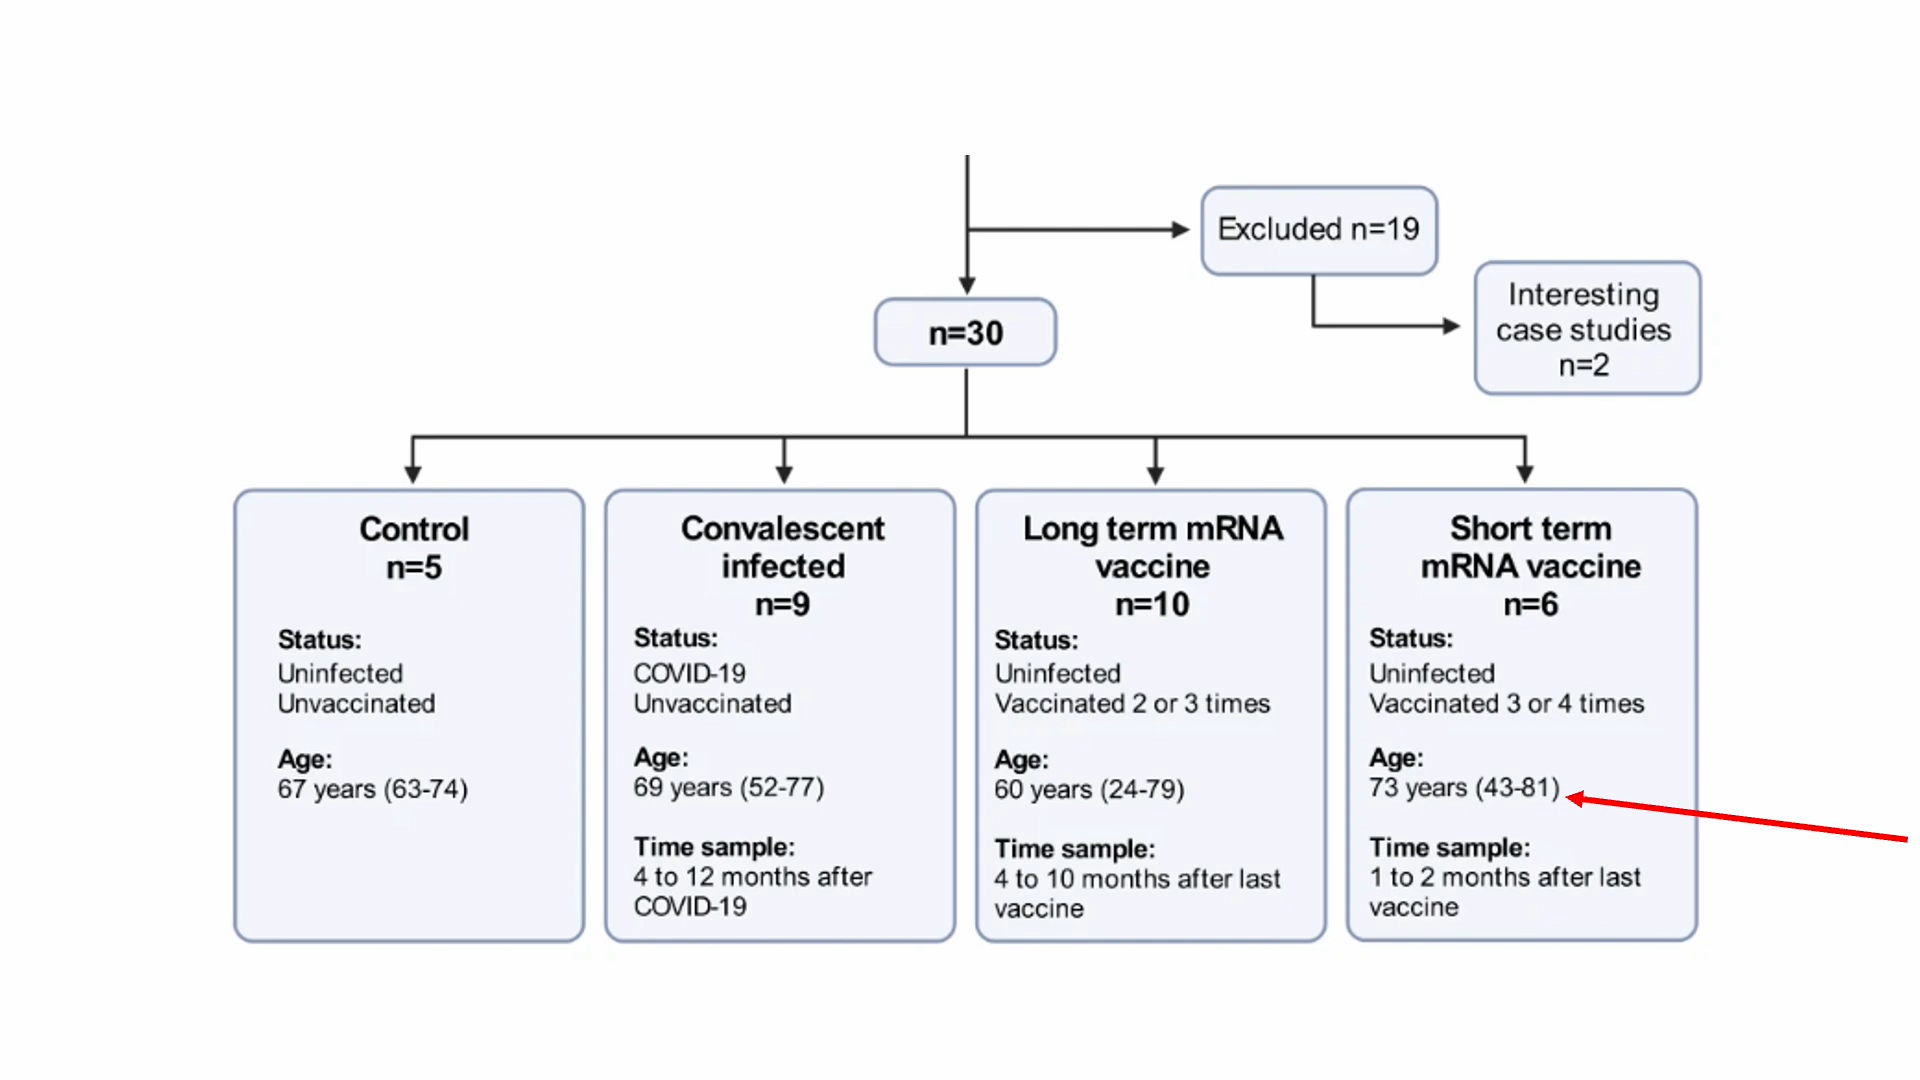 Excluded n=19
Interesting
case studies
n=2
n=30
Control
n=5
Status:
Uninfected
Unvaccinated
Age:
67 years (63-74)
Convalescent
infected
n=9
Status:
COVID-19
Unvaccinated
Age:
69 years (52-77)
Time sample:
4 to 12 months after
COVID-19
Long term mRNA
vaccine
n=10
Status:
Uninfected
Vaccinated 2 or 3 times
Age:
60 years (24-79)
Time sample:
4 to 10 months after last
vaccine
Short term
mRNA vaccine
n=6
Status:
Uninfected
Vaccinated 3 or 4 times
Age:
73 years (43-81)
Time sample:
1 to 2 months after last
vaccine